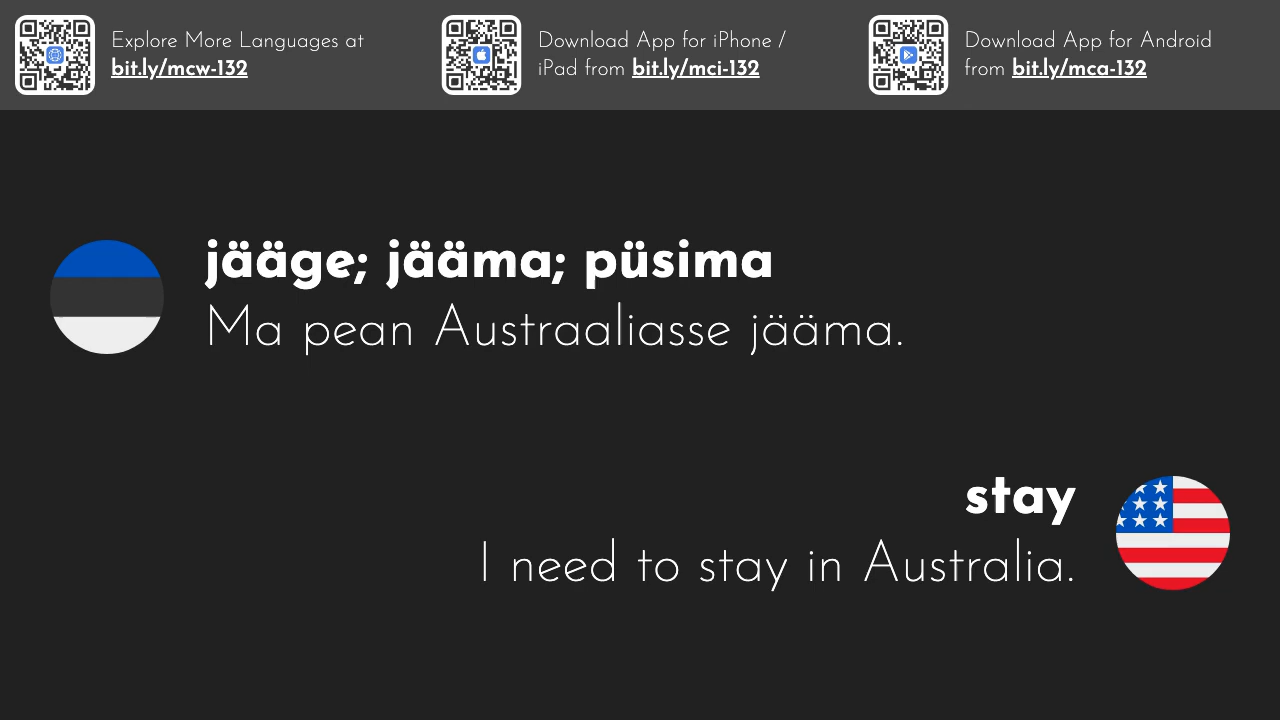 Explore More Languages at
bit.ly/mcw-132
Download App for iPhone /
iPad from bit.ly/mci-132
Download App for Android
from bit.ly/mca-132
jääge; jääma; püsima
Ma pean Austraaliasse jääma.
stay
I need to stay in Australia.